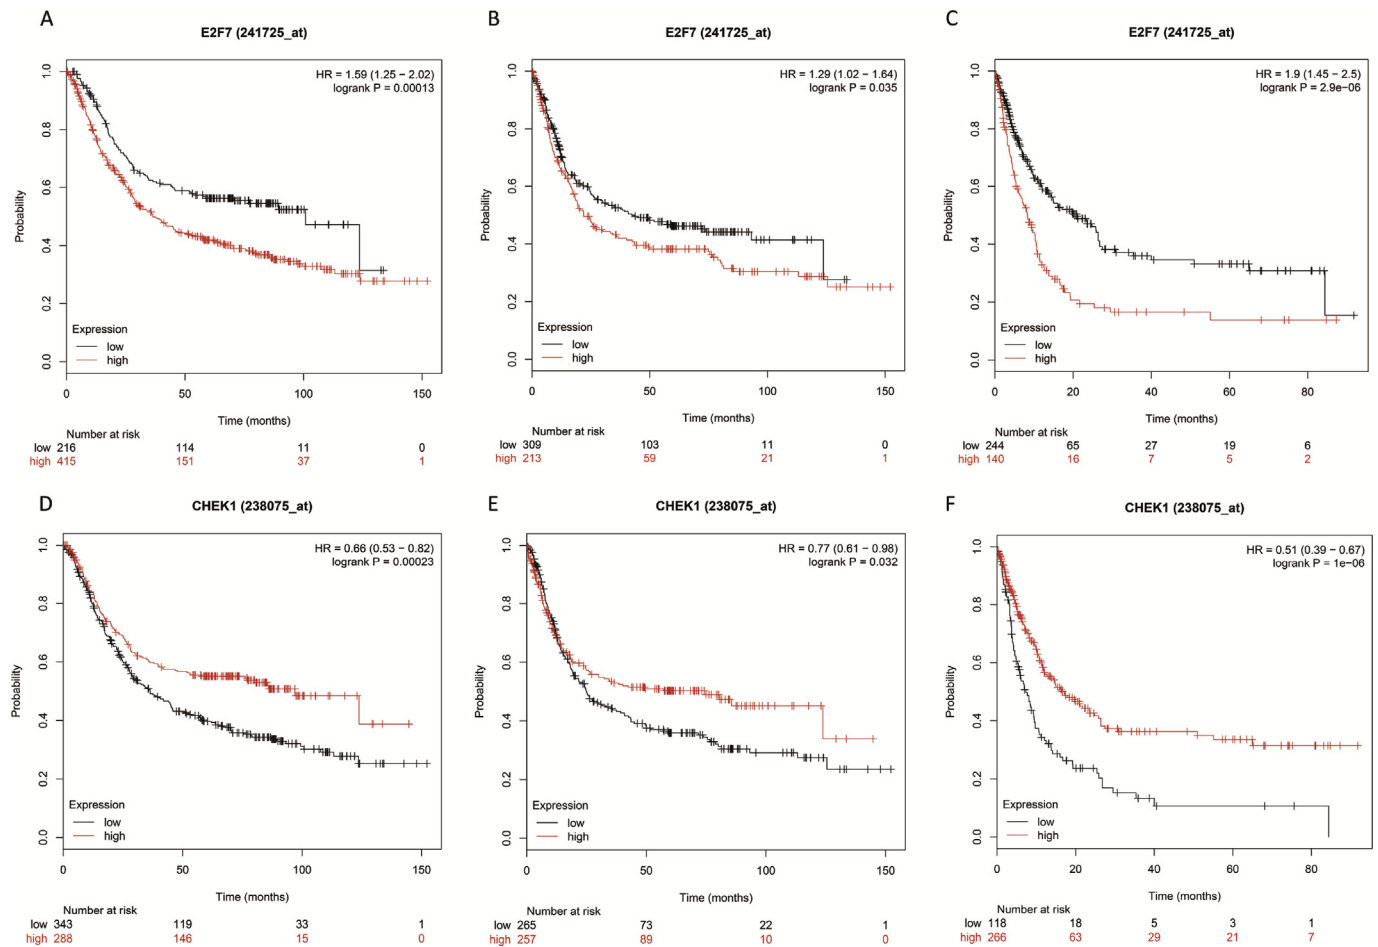 A
E2F7 (241725_at)
HR = 1.59 (1.25 − 2.02)
logrank P = 0.00013
Probability
1.0
0.8
0.6
0.4
0.2
0.0
Expression
low
high
0 50 100 150
Time (months)
Number at risk
low 216 114 11 0
high 415 151 37 1
B
E2F7 (241725_at)
HR = 1.29 (1.02 − 1.64)
logrank P = 0.035
Probability
1.0
0.8
0.6
0.4
0.2
0.0
Expression
low
high
0 50 100 150
Time (months)
Number at risk
low 309 103 11 0
high 213 59 21 1
C
E2F7 (241725_at)
HR = 1.9 (1.45 − 2.5)
logrank P = 2.9e−06
Probability
1.0
0.8
0.6
0.4
0.2
0.0
Expression
low
high
0 20 40 60 80
Time (months)
Number at risk
low 244 65 27 19 6
high 140 16 7 5 2
D
CHEK1 (238075_at)
HR = 0.66 (0.53 − 0.82)
logrank P = 0.00023
Probability
1.0
0.8
0.6
0.4
0.2
0.0
Expression
low
high
0 50 100 150
Time (months)
Number at risk
low 343 119 33 1
high 288 146 15 0
E
CHEK1 (238075_at)
HR = 0.77 (0.61 − 0.98)
logrank P = 0.032
Probability
1.0
0.8
0.6
0.4
0.2
0.0
Expression
low
high
0 50 100 150
Time (months)
Number at risk
low 265 73 22 1
high 257 89 10 0
F
CHEK1 (238075_at)
HR = 0.51 (0.39 − 0.67)
logrank P = 1e−06
Probability
1.0
0.8
0.6
0.4
0.2
0.0
Expression
low
high
0 20 40 60 80
Time (months)
Number at risk
low 118 18 5 3 1
high 266 63 29 21 7